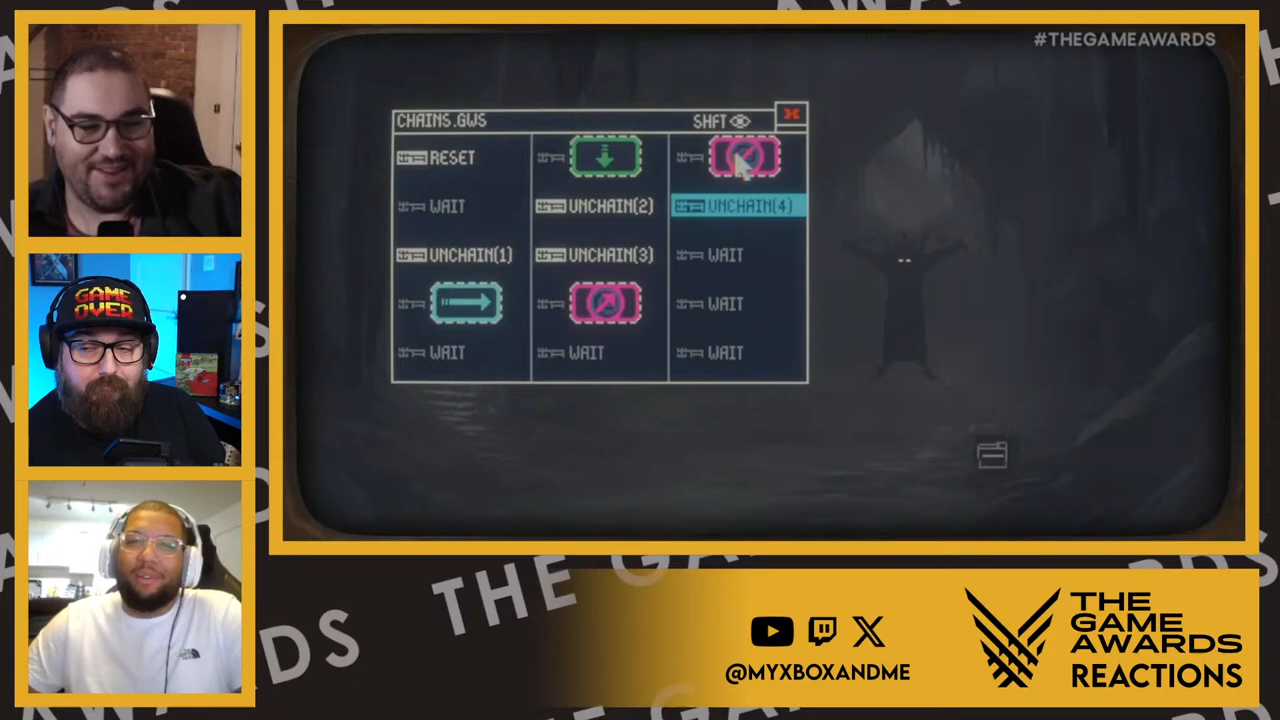 #THEGAMEAWARDS
CHAINS.GWS
SHFT
RESET
WAIT
UNCHAIN(2)
UNCHAIN(4)
UNCHAIN(1)
UNCHAIN(3)
WAIT
WAIT
WAIT
WAIT
WAIT
GAME
OVER
THE GA
DS
@MYXBOXANDME
THE
GAME
AWARDS
REACTIONS